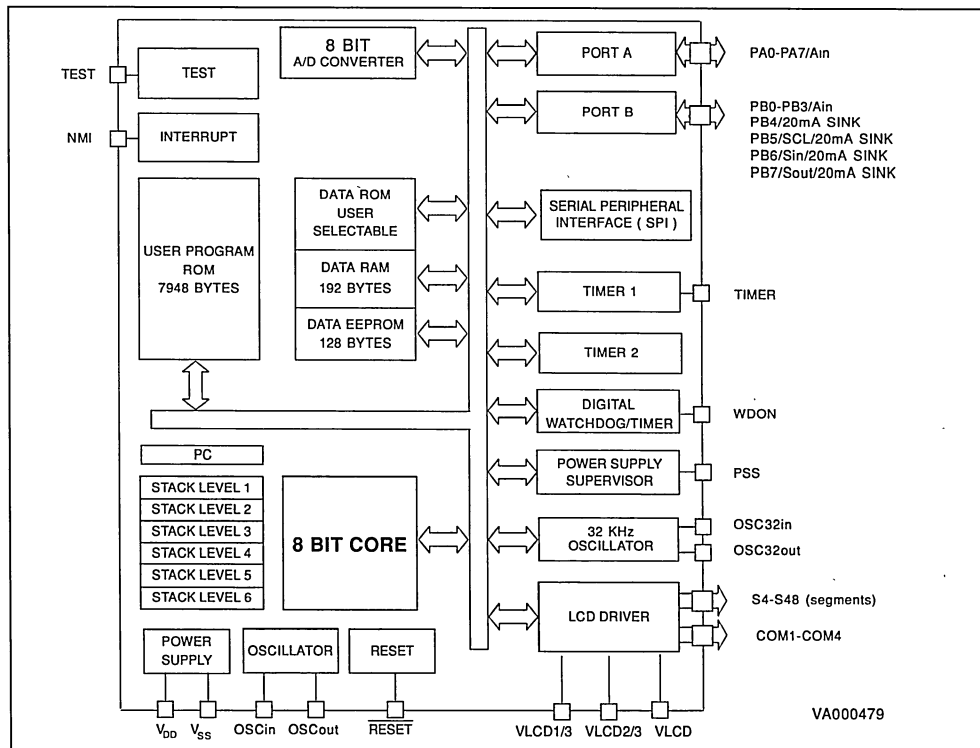 TEST
TEST
NMI
INTERRUPT
USER PROGRAM
ROM
7948 BYTES
8 BIT
A/D CONVERTER
DATA ROM
USER
SELECTABLE
DATA RAM
192 BYTES
DATA EEPROM
128 BYTES
PC
STACK LEVEL 1
STACK LEVEL 2
STACK LEVEL 3
STACK LEVEL 4
STACK LEVEL 5
STACK LEVEL 6
8 BIT CORE
POWER
SUPPLY
OSCILLATOR
RESET
VDD
VSS
OSCin
OSCout
RESET
PORT A
PA0-PA7/Ain
PORT B
PB0-PB3/Ain
PB4/20mA SINK
PB5/SCL/20mA SINK
PB6/Sin/20mA SINK
PB7/Sout/20mA SINK
SERIAL PERIPHERAL
INTERFACE ( SPI )
TIMER 1
TIMER
TIMER 2
DIGITAL
WATCHDOG/TIMER
WDON
POWER SUPPLY
SUPERVISOR
PSS
32 KHz
OSCILLATOR
OSC32in
OSC32out
LCD DRIVER
S4-S48 (segments)
COM1-COM4
VLCD1/3
VLCD2/3
VLCD
VA000479